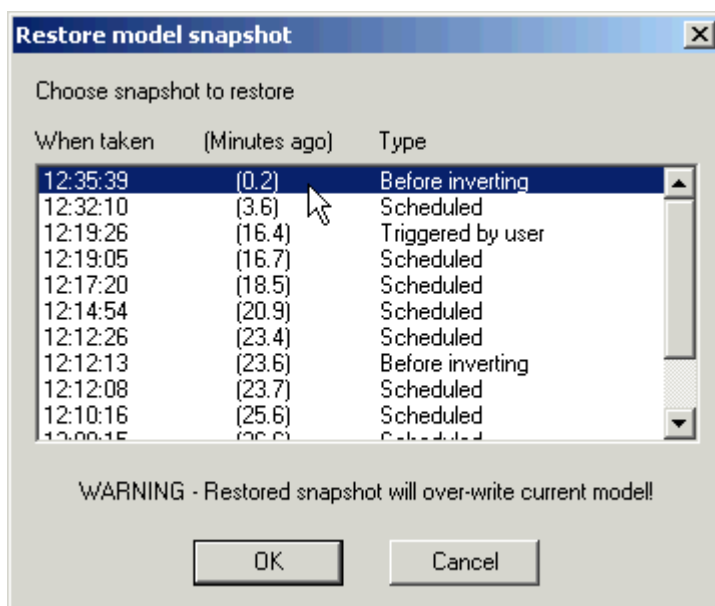 Restore model snapshot
Choose snapshot to restore
When taken (Minutes ago) Type
12:35:39 (0.2) Before inverting
12:32:10 (3.6) Scheduled
12:19:26 (16.4) Triggered by user
12:19:05 (16.7) Scheduled
12:17:20 (18.5) Scheduled
12:14:54 (20.9) Scheduled
12:12:26 (23.4) Scheduled
12:12:13 (23.6) Before inverting
12:12:08 (23.7) Scheduled
12:10:16 (25.6) Scheduled
WARNING - Restored snapshot will over-write current model!
OK Cancel